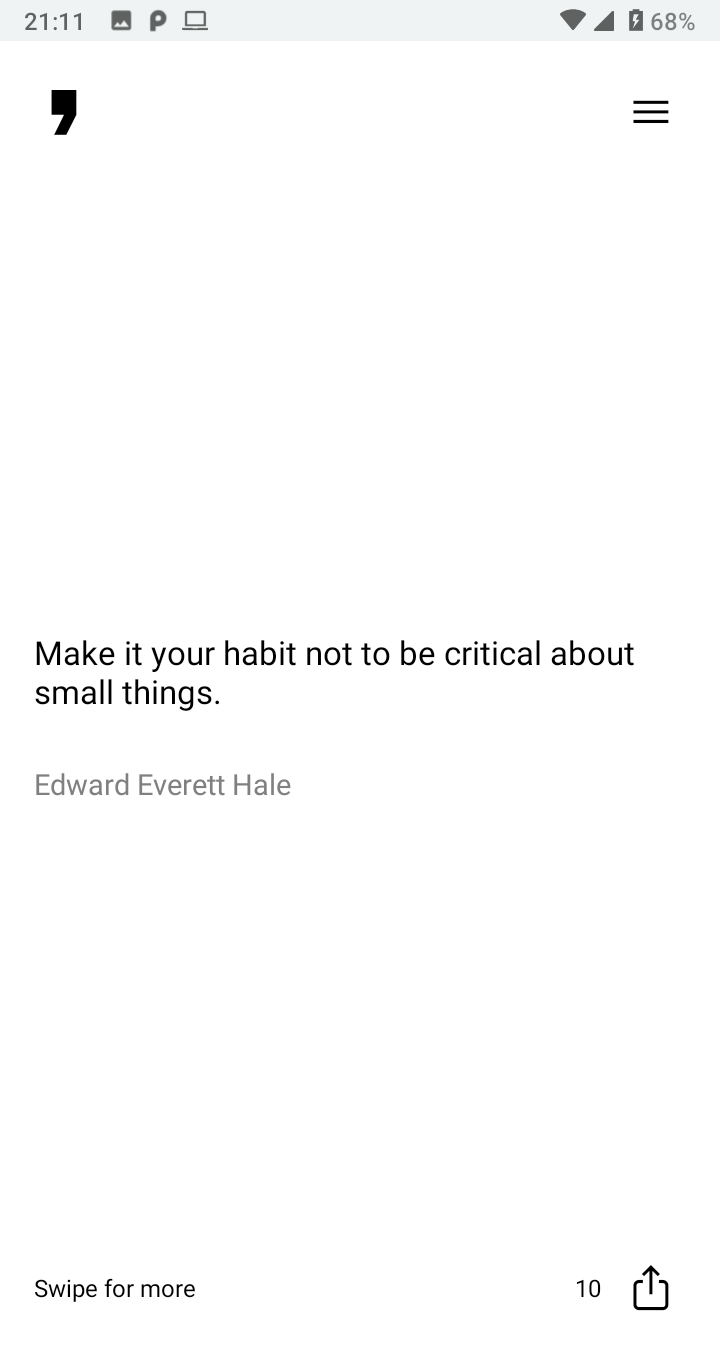 21:11 68%
Make it your habit not to be critical about
small things.
Edward Everett Hale
Swipe for more 10